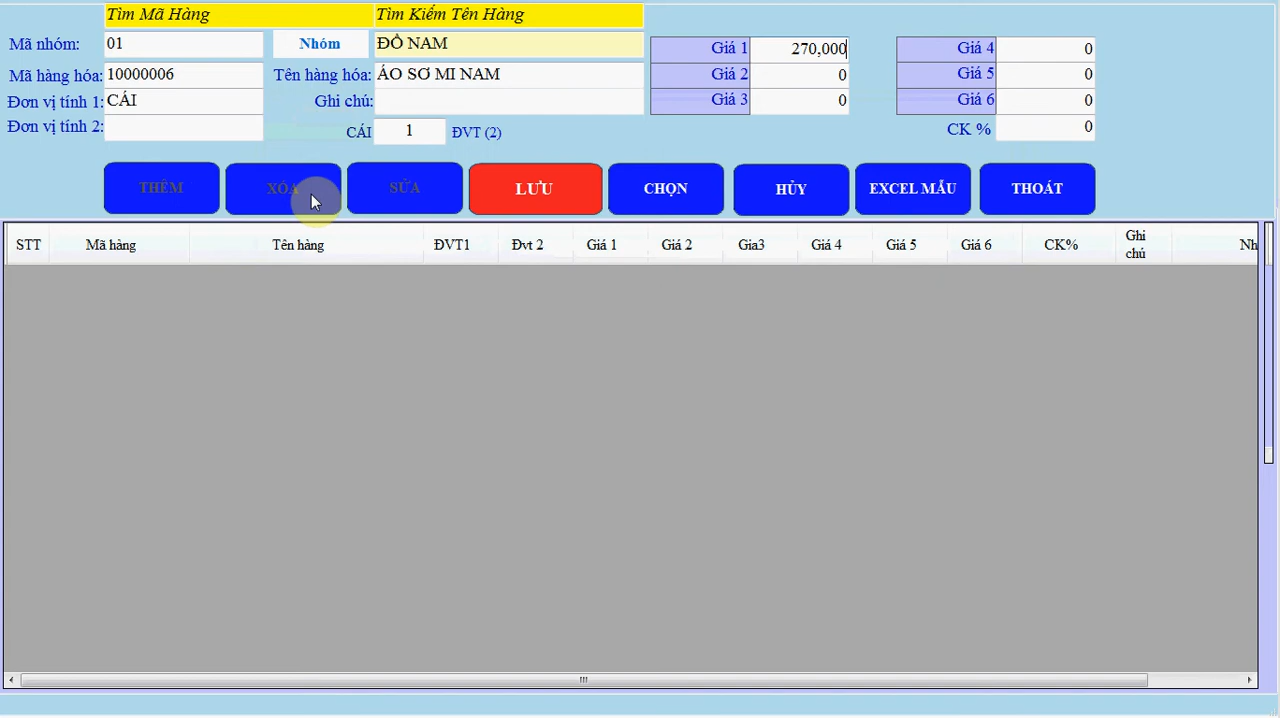 Tìm Mã Hàng Tìm Kiếm Tên Hàng
Mã nhóm: 01 Nhóm ĐỒ NAM Giá 1 270,000 Giá 4 0
Mã hàng hóa: 10000006 Tên hàng hóa: ÁO SƠ MI NAM Giá 2 0 Giá 5 0
Đơn vị tính 1: CÁI Ghi chú: Giá 3 0 Giá 6 0
Đơn vị tính 2: CÁI 1 ĐVT (2) CK % 0
THÊM XÓA SỬA LƯU CHỌN HỦY EXCEL MẪU THOÁT
STT Mã hàng Tên hàng ĐVT1 Đvt 2 Giá 1 Giá 2 Gia3 Giá 4 Giá 5 Giá 6 CK% Ghi chú Nh